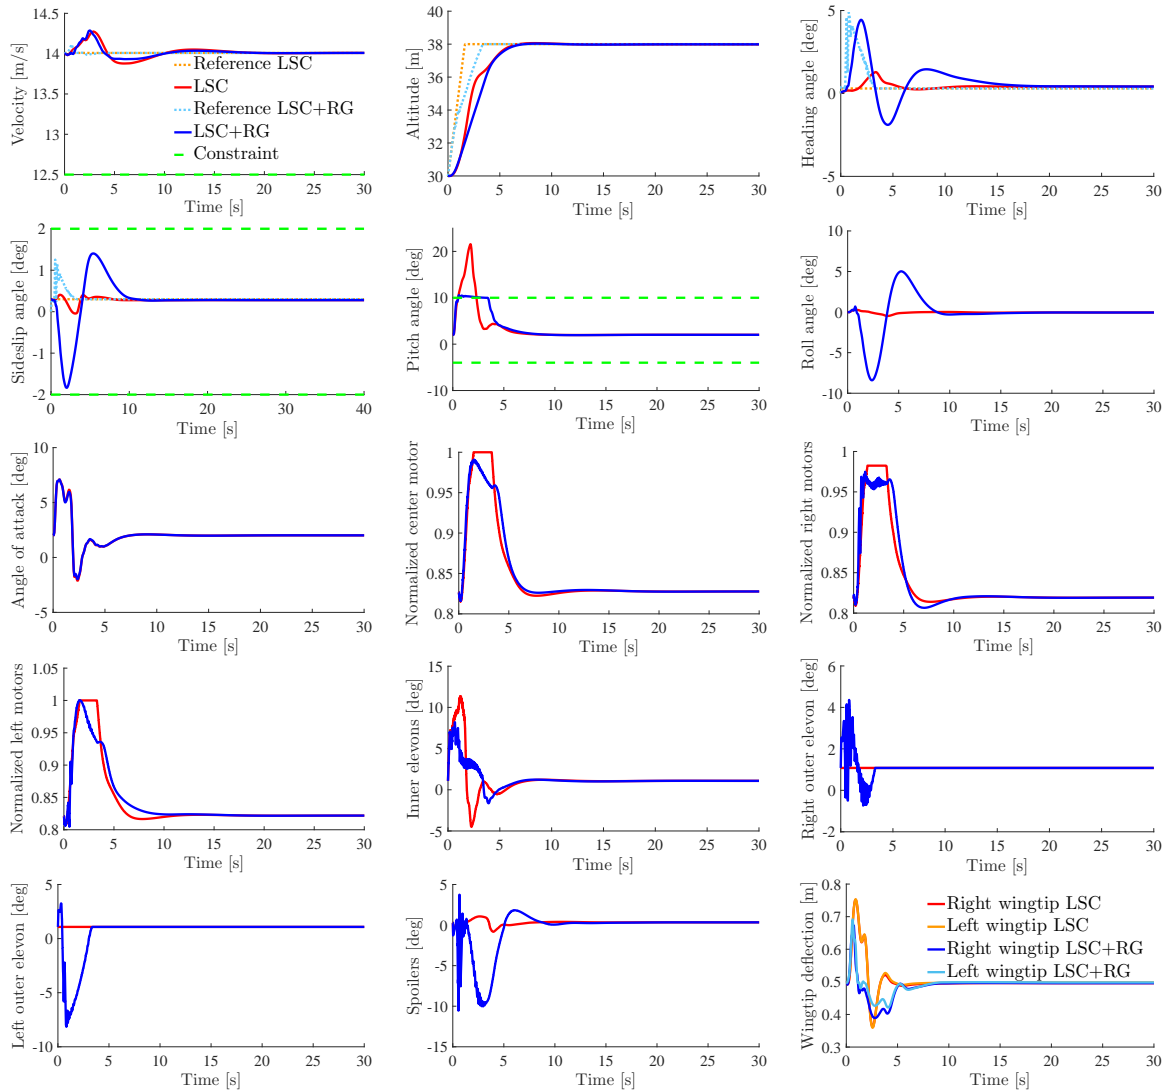 Velocity [m/s]
14.5
14
13.5
13
12.5
0 5 10 15 20 25 30
Time [s]
Reference LSC
LSC
Reference LSC+RG
LSC+RG
Constraint
Altitude [m]
40
38
36
34
32
30
0 5 10 15 20 25 30
Time [s]
Heading angle [deg]
5
0
-5
0 5 10 15 20 25 30
Time [s]
Sideslip angle [deg]
2
1
0
-1
-2
0 10 20 30 40
Time [s]
Pitch angle [deg]
20
10
0
-10
0 5 10 15 20 25 30
Time [s]
Roll angle [deg]
10
5
0
-5
-10
0 5 10 15 20 25 30
Time [s]
Angle of attack [deg]
10
5
0
-5
0 5 10 15 20 25 30
Time [s]
Normalized center motor
1
0.95
0.9
0.85
0.8
0 5 10 15 20 25 30
Time [s]
Normalized right motors
1
0.95
0.9
0.85
0.8
0 5 10 15 20 25 30
Time [s]
Normalized left motors
1.05
1
0.95
0.9
0.85
0.8
0 5 10 15 20 25 30
Time [s]
Inner elevons [deg]
15
10
5
0
-5
0 5 10 15 20 25 30
Time [s]
Right outer elevon [deg]
6
4
2
0
-2
0 5 10 15 20 25 30
Time [s]
Left outer elevon [deg]
5
0
-5
-10
0 5 10 15 20 25 30
Time [s]
Spoilers [deg]
5
0
-5
-10
-15
0 5 10 15 20 25 30
Time [s]
Wingtip deflection [m]
0.8
0.7
0.6
0.5
0.4
0.3
0 5 10 15 20 25 30
Time [s]
Right wingtip LSC
Left wingtip LSC
Right wingtip LSC+RG
Left wingtip LSC+RG